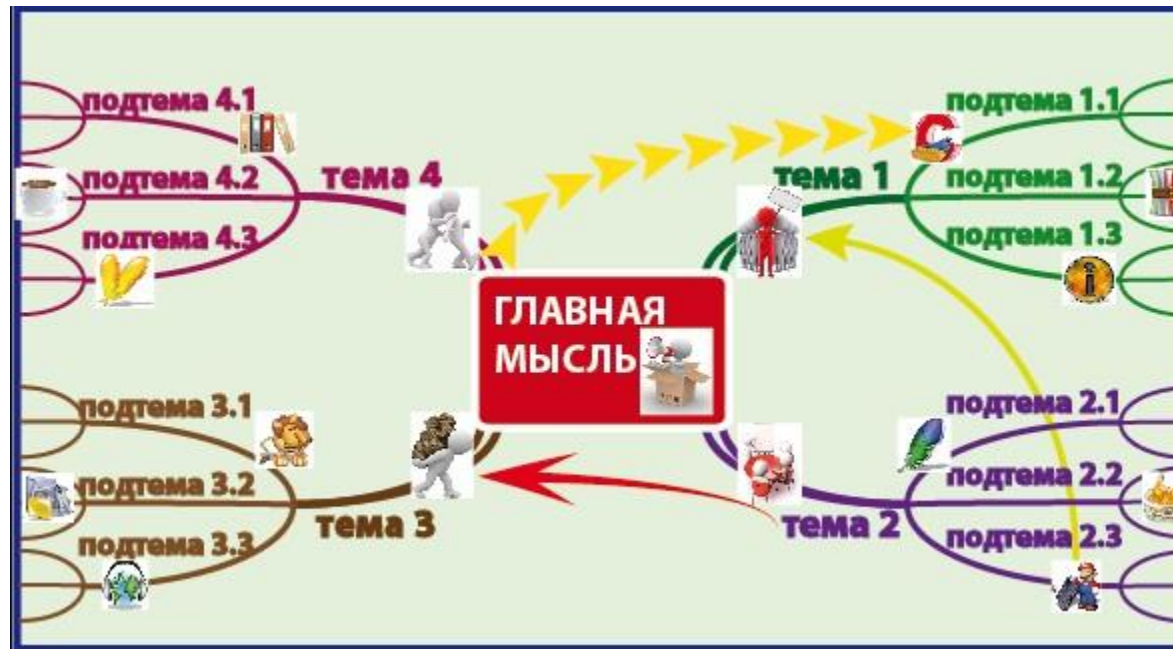 ГЛАВНАЯ
МЫСЛЬ
тема 1
подтема 1.1
подтема 1.2
подтема 1.3
тема 2
подтема 2.1
подтема 2.2
подтема 2.3
тема 3
подтема 3.1
подтема 3.2
подтема 3.3
тема 4
подтема 4.1
подтема 4.2
подтема 4.3